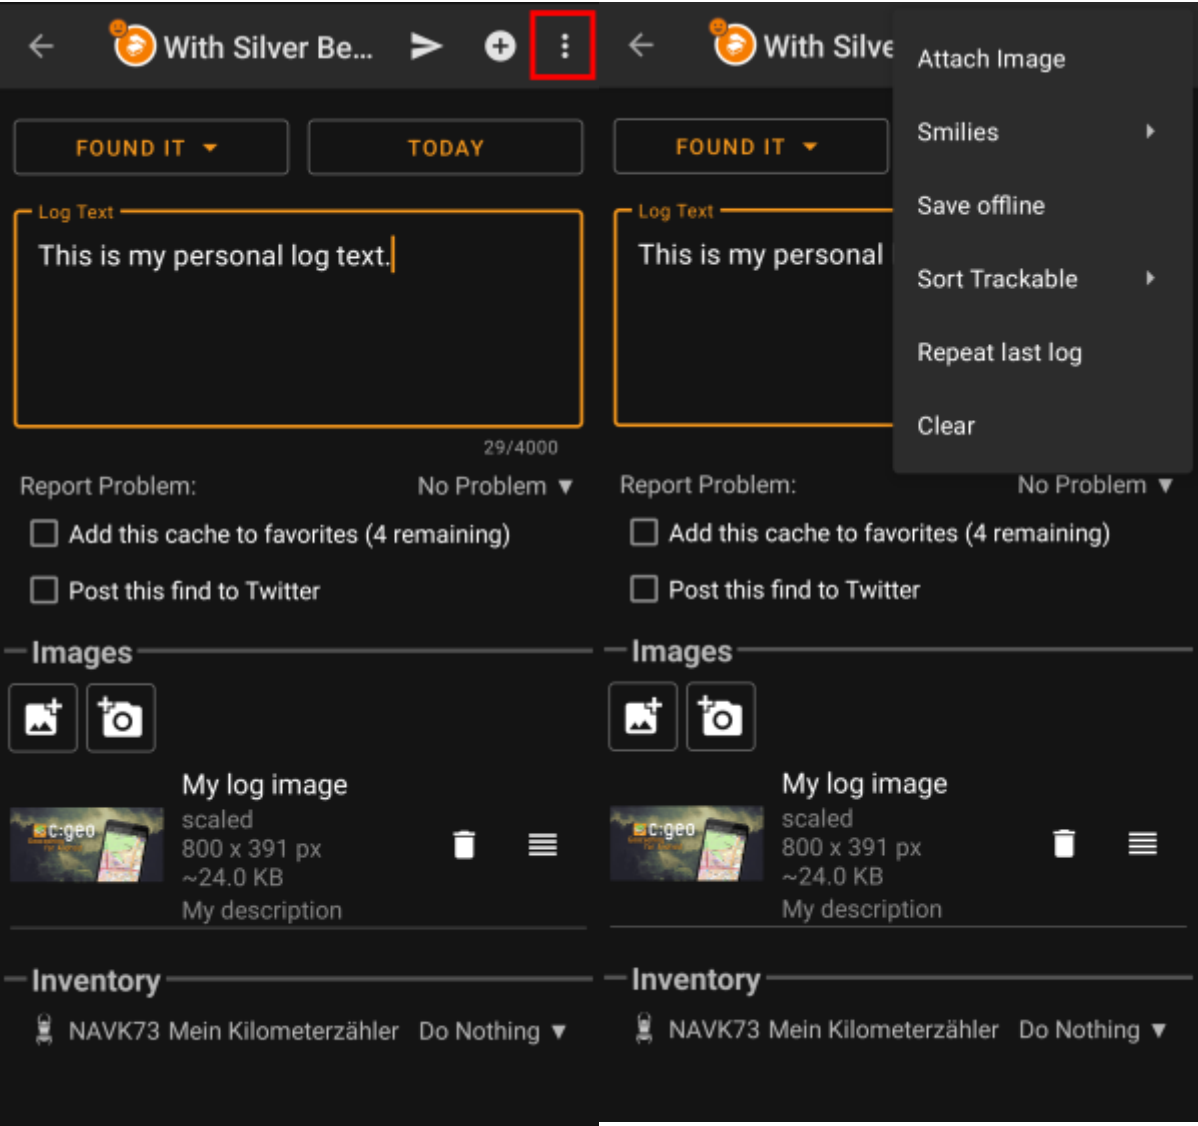 With Silver Be...
FOUND IT
TODAY
Log Text
This is my personal log text.
29/4000
Report Problem:
No Problem
Add this cache to favorites (4 remaining)
Post this find to Twitter
Images
My log image
scaled
800 x 391 px
~24.0 KB
My description
c:geo
Inventory
NAVK73 Mein Kilometerzähler
Do Nothing
With Silve
FOUND IT
Log Text
This is my personal
Attach Image
Smilies
Save offline
Sort Trackable
Repeat last log
Clear
Report Problem:
No Problem
Add this cache to favorites (4 remaining)
Post this find to Twitter
Images
My log image
scaled
800 x 391 px
~24.0 KB
My description
c:geo
Inventory
NAVK73 Mein Kilometerzähler
Do Nothing